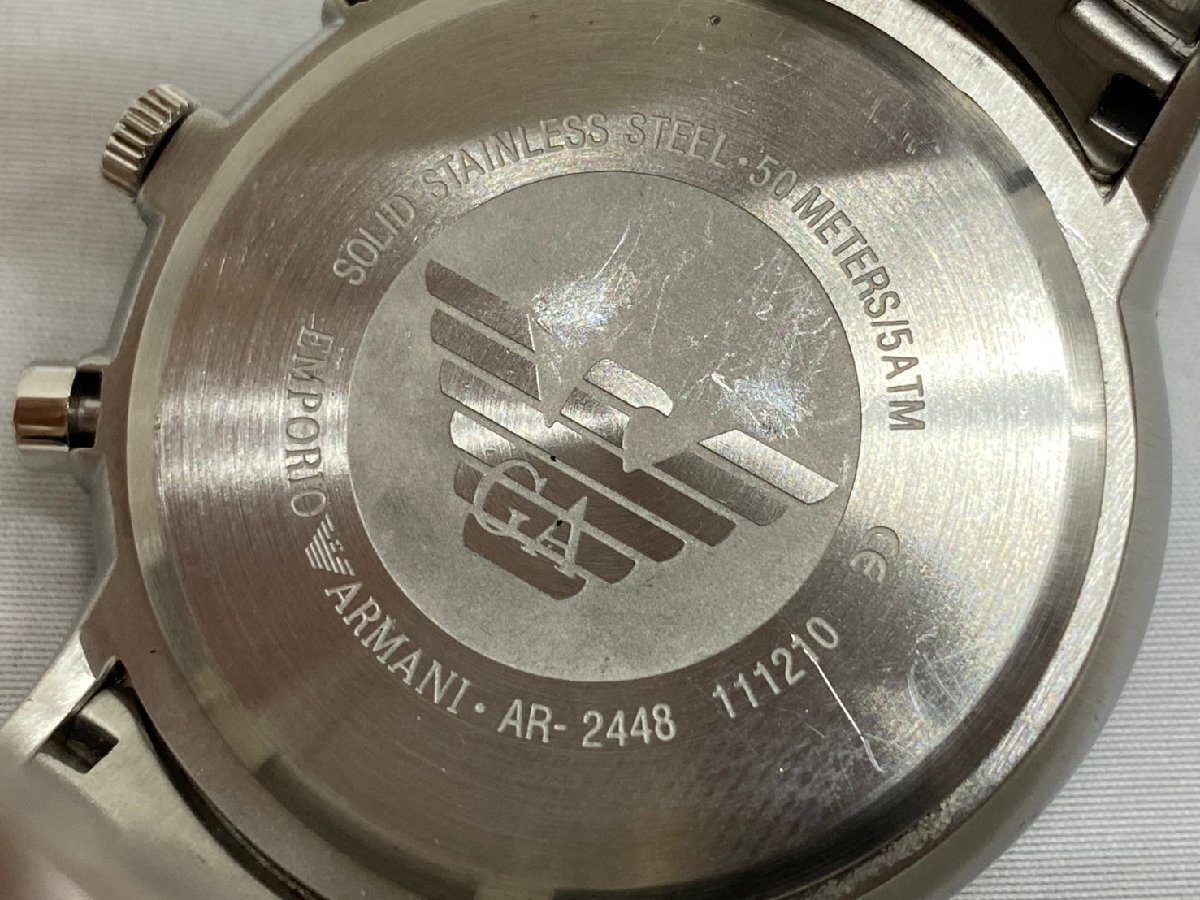 SOLID STAINLESS STEEL · 50 METERS/5ATM
CE
EMPORIO ARMANI · AR- 2448 111210
GA